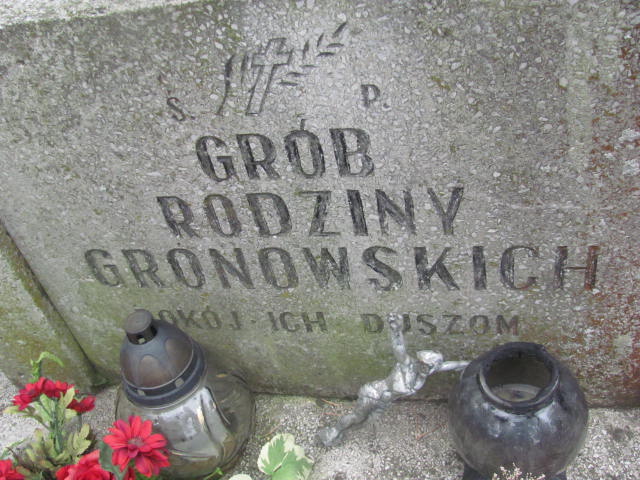 Ś. P.
GRÓB
RODZINY
GRONOWSKICH
POKÓJ · ICH DUSZOM